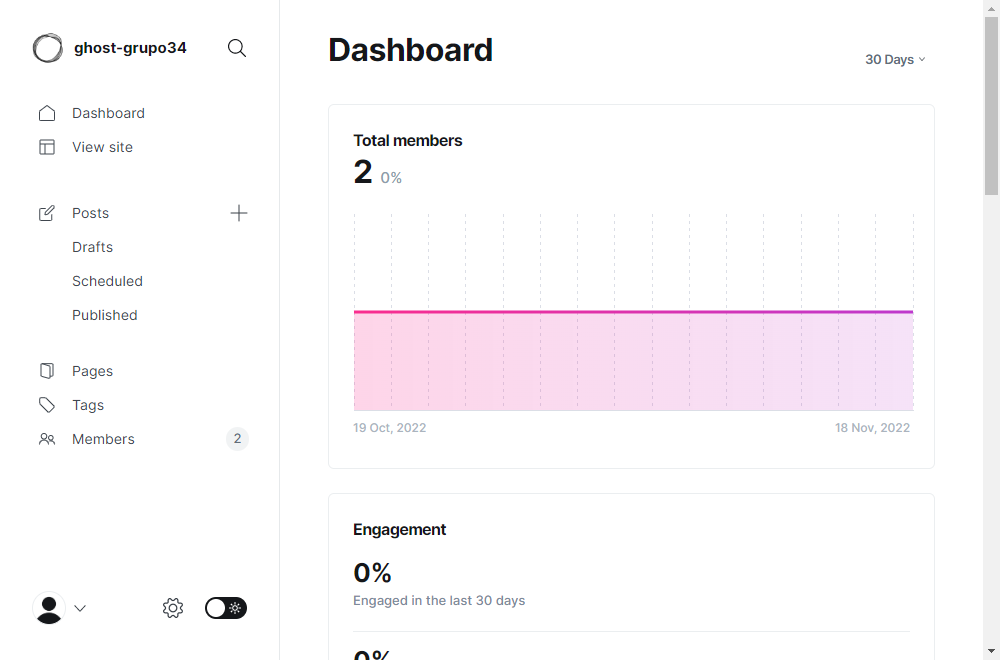 ghost-grupo34
Dashboard
View site
Posts
Drafts
Scheduled
Published
Pages
Tags
Members 2
Dashboard
30 Days
Total members
2 0%
19 Oct, 2022 18 Nov, 2022
Engagement
0%
Engaged in the last 30 days
0%